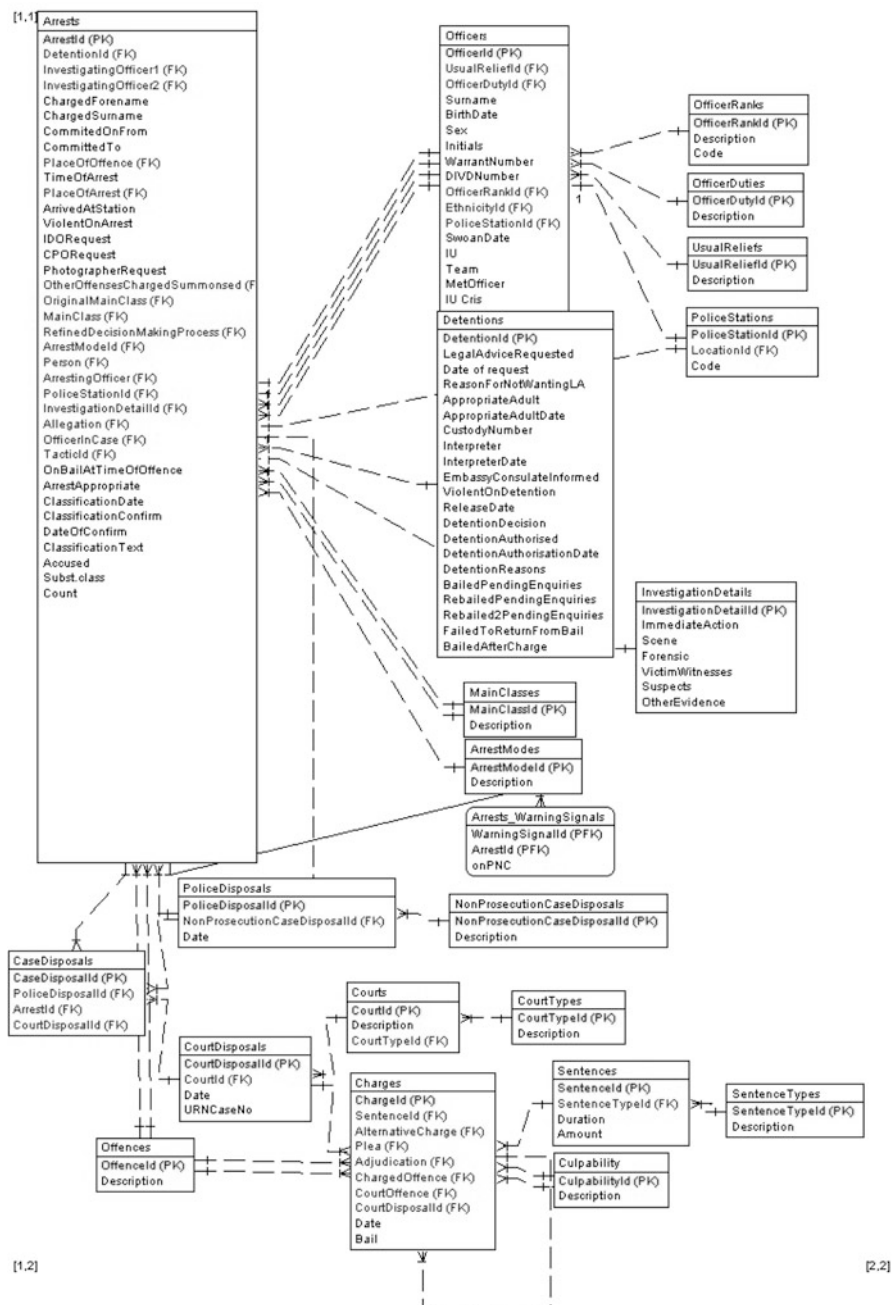 [1,1]
Arrests
ArrestId (PK)
DetentionId (FK)
InvestigatingOfficer1 (FK)
InvestigatingOfficer2 (FK)
ChargedForename
ChargedSurname
CommitedOnFrom
CommittedTo
PlaceOfOffence (FK)
TimeOfArrest
PlaceOfArrest (FK)
ArrivedAtStation
ViolentOnArrest
IDORequest
CPORequest
PhotographerRequest
OtherOffensesChargedSummonsed (F
OriginalMainClass (FK)
MainClass (FK)
RefinedDecisionMakingProcess (FK)
ArrestModeId (FK)
Person (FK)
ArrestingOfficer (FK)
PoliceStationId (FK)
InvestigationDetailId (FK)
Allegation (FK)
OfficerInCase (FK)
TacticId (FK)
OnBailAtTimeOfOffence
ArrestAppropriate
ClassificationDate
ClassificationConfirm
DateOfConfirm
ClassificationText
Accused
Subst.class
Count
Officers
OfficerId (PK)
UsualReliefId (FK)
OfficerDutyId (FK)
Surname
BirthDate
Sex
Initials
WarrantNumber
DIVDNumber
OfficerRankId (FK)
EthnicityId (FK)
PoliceStationId (FK)
SwoanDate
IU
Team
MetOfficer
IU Cris
1
OfficerRanks
OfficerRankId (PK)
Description
Code
OfficerDuties
OfficerDutyId (PK)
Description
UsualReliefs
UsualReliefId (PK)
Description
PoliceStations
PoliceStationId (PK)
LocationId (FK)
Code
Detentions
DetentionId (PK)
LegalAdviceRequested
Date of request
ReasonForNotWantingLA
AppropriateAdult
AppropriateAdultDate
CustodyNumber
Interpreter
InterpreterDate
EmbassyConsulateInformed
ViolentOnDetention
ReleaseDate
DetentionDecision
DetentionAuthorised
DetentionAuthorisationDate
DetentionReasons
BailedPendingEnquiries
RebailedPendingEnquiries
Rebailed2PendingEnquiries
FailedToReturnFromBail
BailedAfterCharge
InvestigationDetails
InvestigationDetailId (PK)
ImmediateAction
Scene
Forensic
VictimWitnesses
Suspects
OtherEvidence
MainClasses
MainClassId (PK)
Description
ArrestModes
ArrestModeId (PK)
Description
Arrests_WarningSignals
WarningSignalId (PFK)
ArrestId (PFK)
onPNC
PoliceDisposals
PoliceDisposalId (PK)
NonProsecutionCaseDisposalId (FK)
Date
NonProsecutionCaseDisposals
NonProsecutionCaseDisposalId (PK)
Description
CaseDisposals
CaseDisposalId (PK)
PoliceDisposalId (FK)
ArrestId (FK)
CourtDisposalId (FK)
Courts
CourtId (PK)
Description
CourtTypeId (FK)
CourtTypes
CourtTypeId (PK)
Description
CourtDisposals
CourtDisposalId (PK)
CourtId (FK)
Date
URNCaseNo
Charges
ChargeId (PK)
SentenceId (FK)
AlternativeCharge (FK)
Plea (FK)
Adjudication (FK)
ChargedOffence (FK)
CourtOffence (FK)
CourtDisposalId (FK)
Date
Bail
Sentences
SentenceId (PK)
SentenceTypeId (FK)
Duration
Amount
SentenceTypes
SentenceTypeId (PK)
Description
Offences
OffenceId (PK)
Description
Culpability
CulpabilityId (PK)
Description
[1,2]
[2,2]